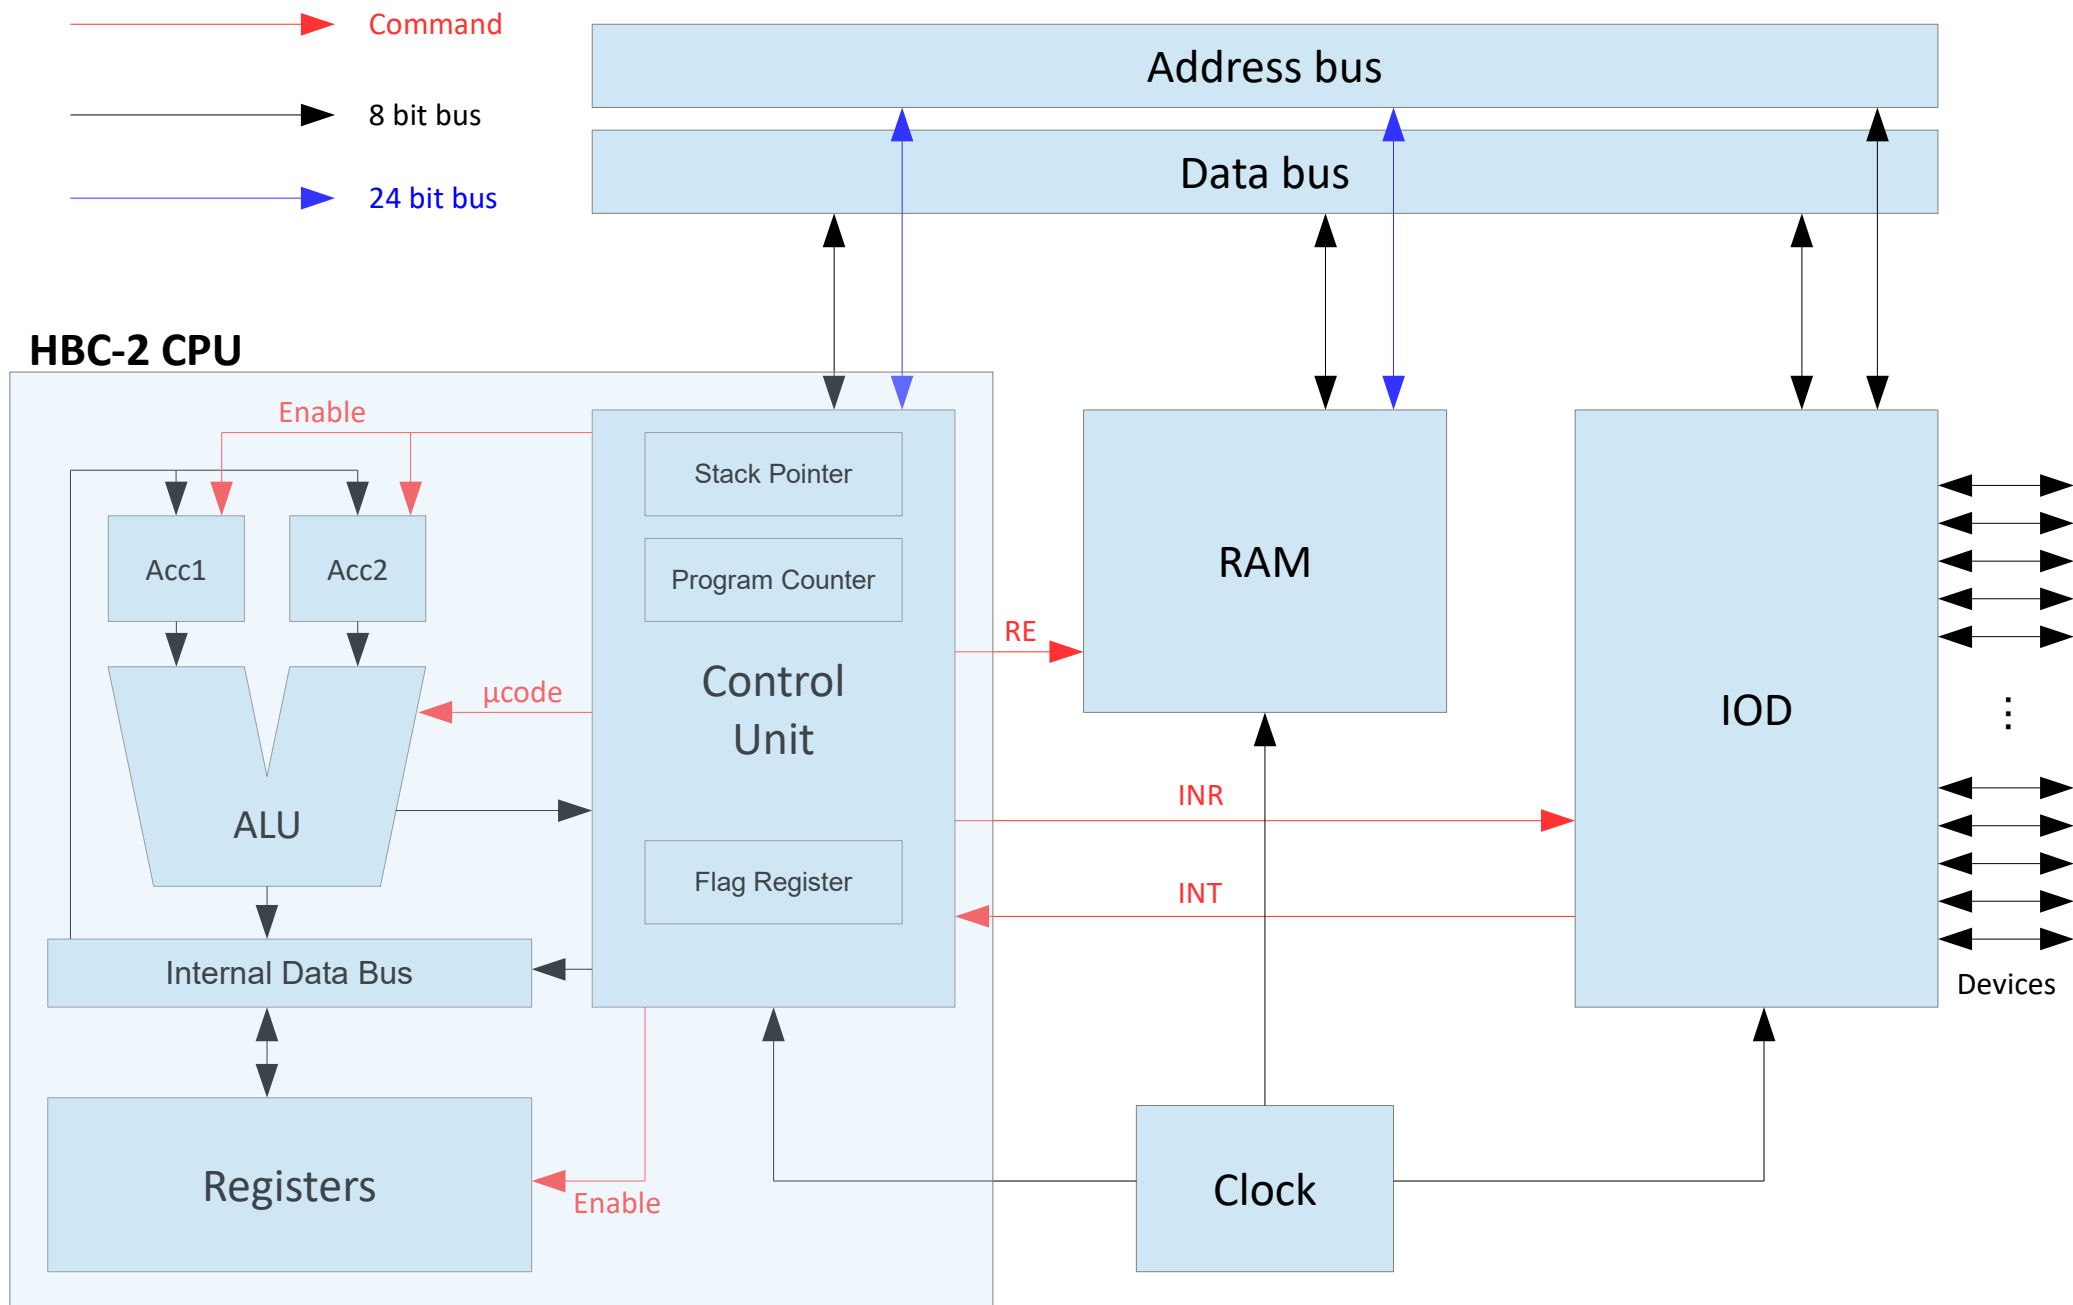 Command
8 bit bus
24 bit bus
Address bus
Data bus
HBC-2 CPU
Enable
Stack Pointer
Acc1
Acc2
Program Counter
RAM
RE
Control
Unit
µcode
IOD
⋮
ALU
INR
Flag Register
INT
Internal Data Bus
Devices
Registers
Enable
Clock